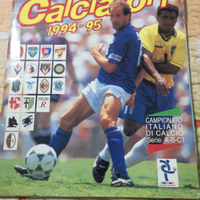 Calciatori
1994-95
CAMPIONATO
ITALIANO
DI CALCIO
Serie A-B-C1